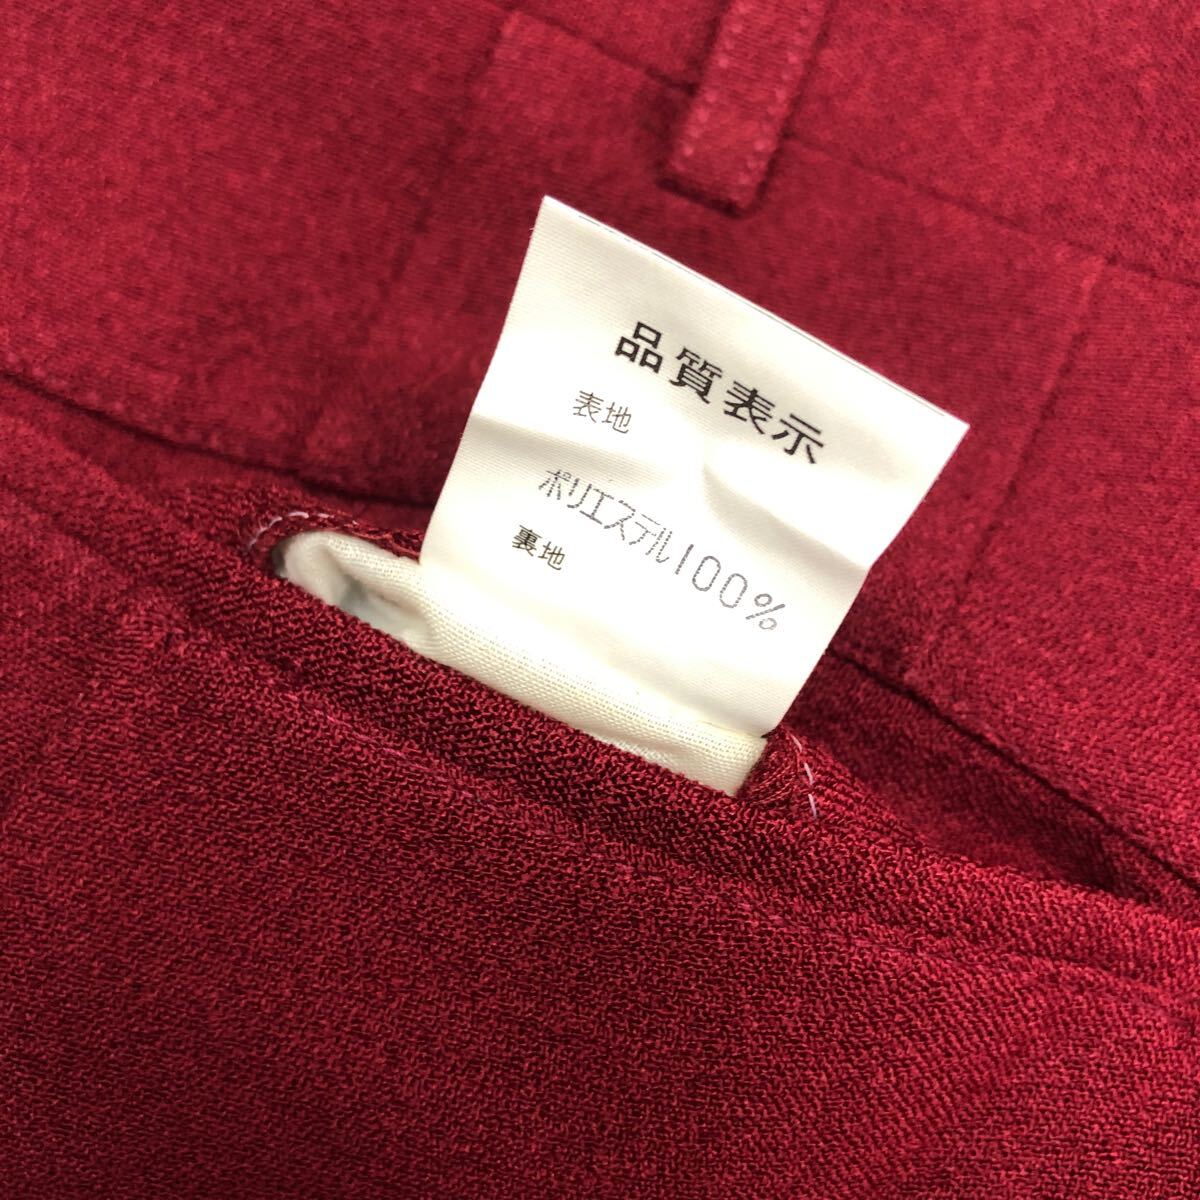 品質表示
表地
ポリエステル100%
裏地